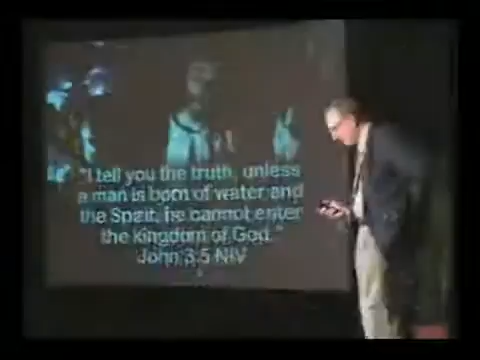 "I tell you the truth, unless
a man is born of water and
the Spirit, he cannot enter
the kingdom of God."
John 3:5 NIV